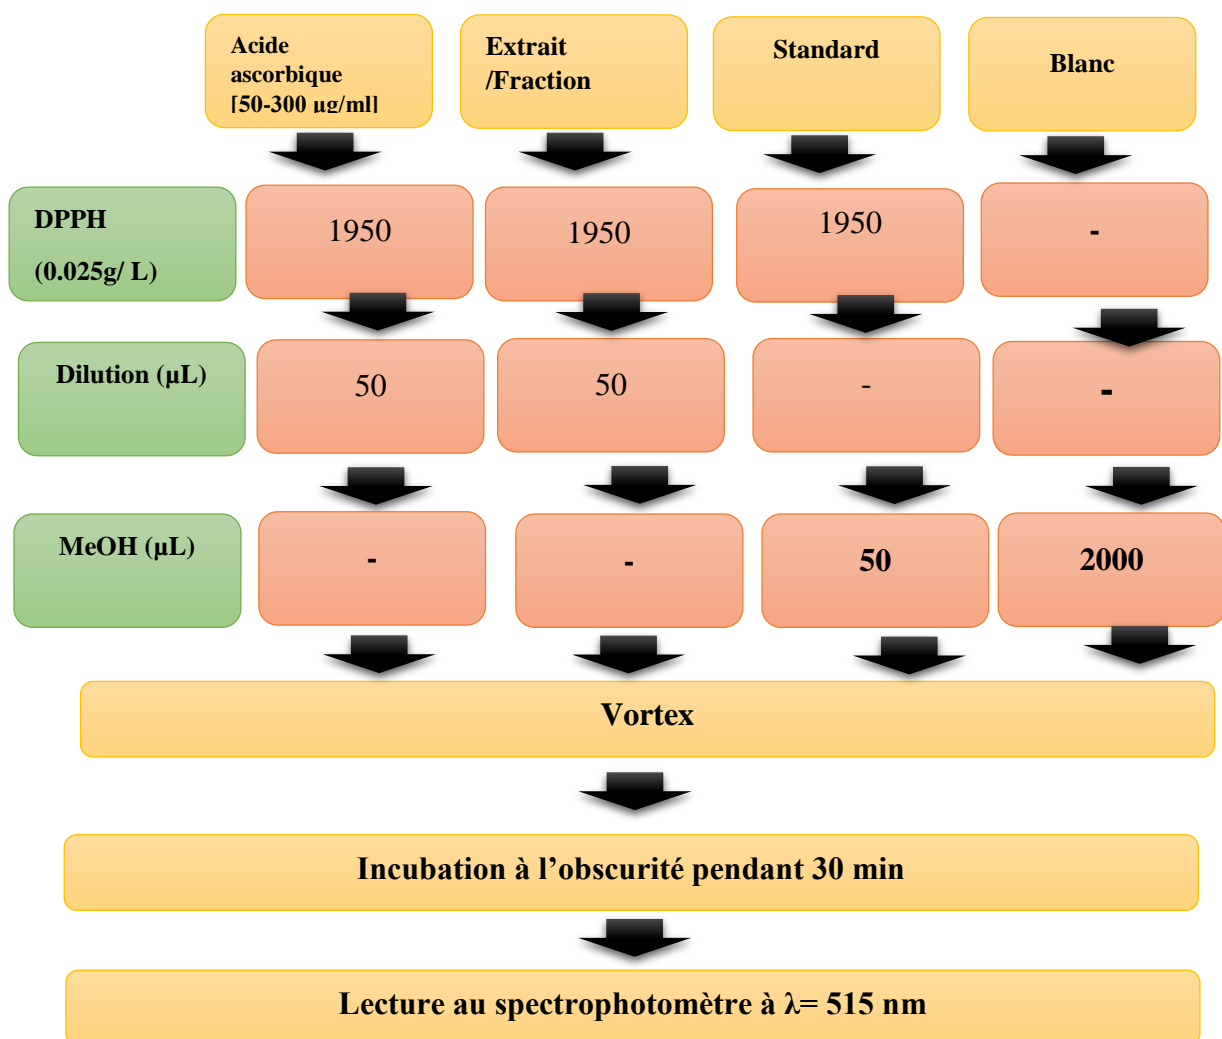 Acide
ascorbique
[50-300 µg/ml]
Extrait
/Fraction
Standard
Blanc
DPPH
(0.025g/ L)
1950
1950
1950
-
Dilution (µL)
50
50
-
-
MeOH (µL)
-
-
50
2000
Vortex
Incubation à l’obscurité pendant 30 min
Lecture au spectrophotomètre à λ= 515 nm